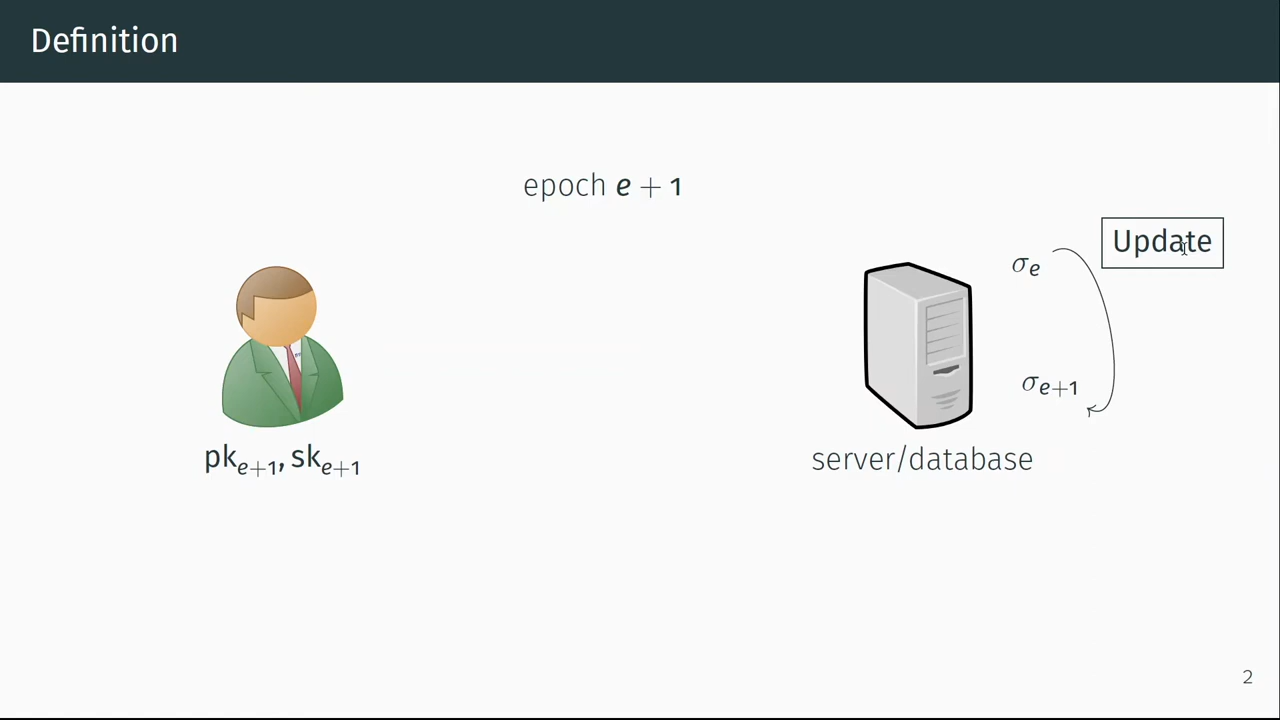 Definition
epoch e + 1
Update
σe
σe+1
pke+1, ske+1
server/database
2